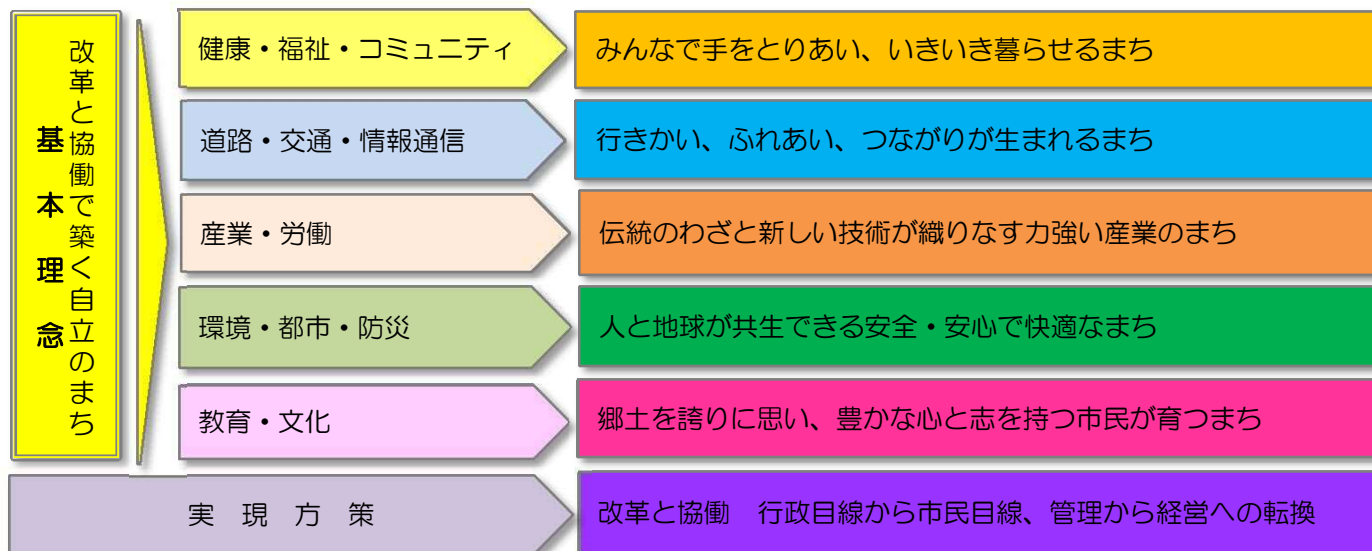 基本理念
改革と協働で築く自立のまち
健康・福祉・コミュニティ
みんなで手をとりあい、いきいき暮らせるまち
道路・交通・情報通信
行きかい、ふれあい、つながりが生まれるまち
産業・労働
伝統のわざと新しい技術が織りなす力強い産業のまち
環境・都市・防災
人と地球が共生できる安全・安心で快適なまち
教育・文化
郷土を誇りに思い、豊かな心と志を持つ市民が育つまち
実現方策
改革と協働　行政目線から市民目線、管理から経営への転換